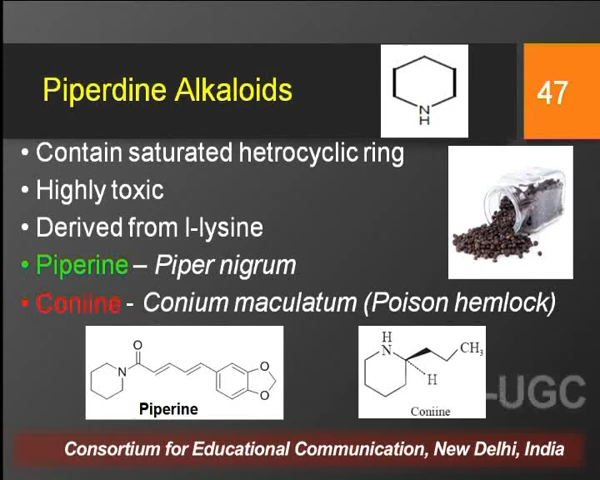 Piperdine Alkaloids
N
H
47
• Contain saturated hetrocyclic ring
• Highly toxic
• Derived from l-lysine
• Piperine – Piper nigrum
• Coniine - Conium maculatum (Poison hemlock)
O
N
O
O
Piperine
H
N
CH3
H
Coniine
-UGC
Consortium for Educational Communication, New Delhi, India